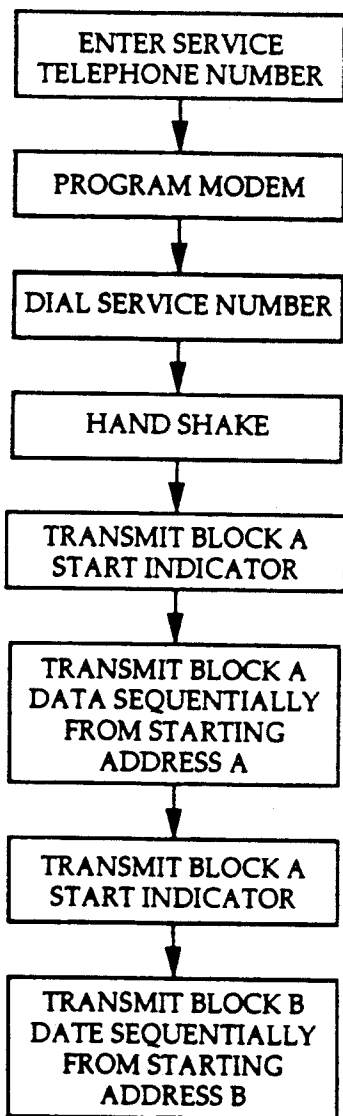 ENTER SERVICE
TELEPHONE NUMBER
PROGRAM MODEM
DIAL SERVICE NUMBER
HAND SHAKE
TRANSMIT BLOCK A
START INDICATOR
TRANSMIT BLOCK A
DATA SEQUENTIALLY
FROM STARTING
ADDRESS A
TRANSMIT BLOCK A
START INDICATOR
TRANSMIT BLOCK B
DATE SEQUENTIALLY
FROM STARTING
ADDRESS B